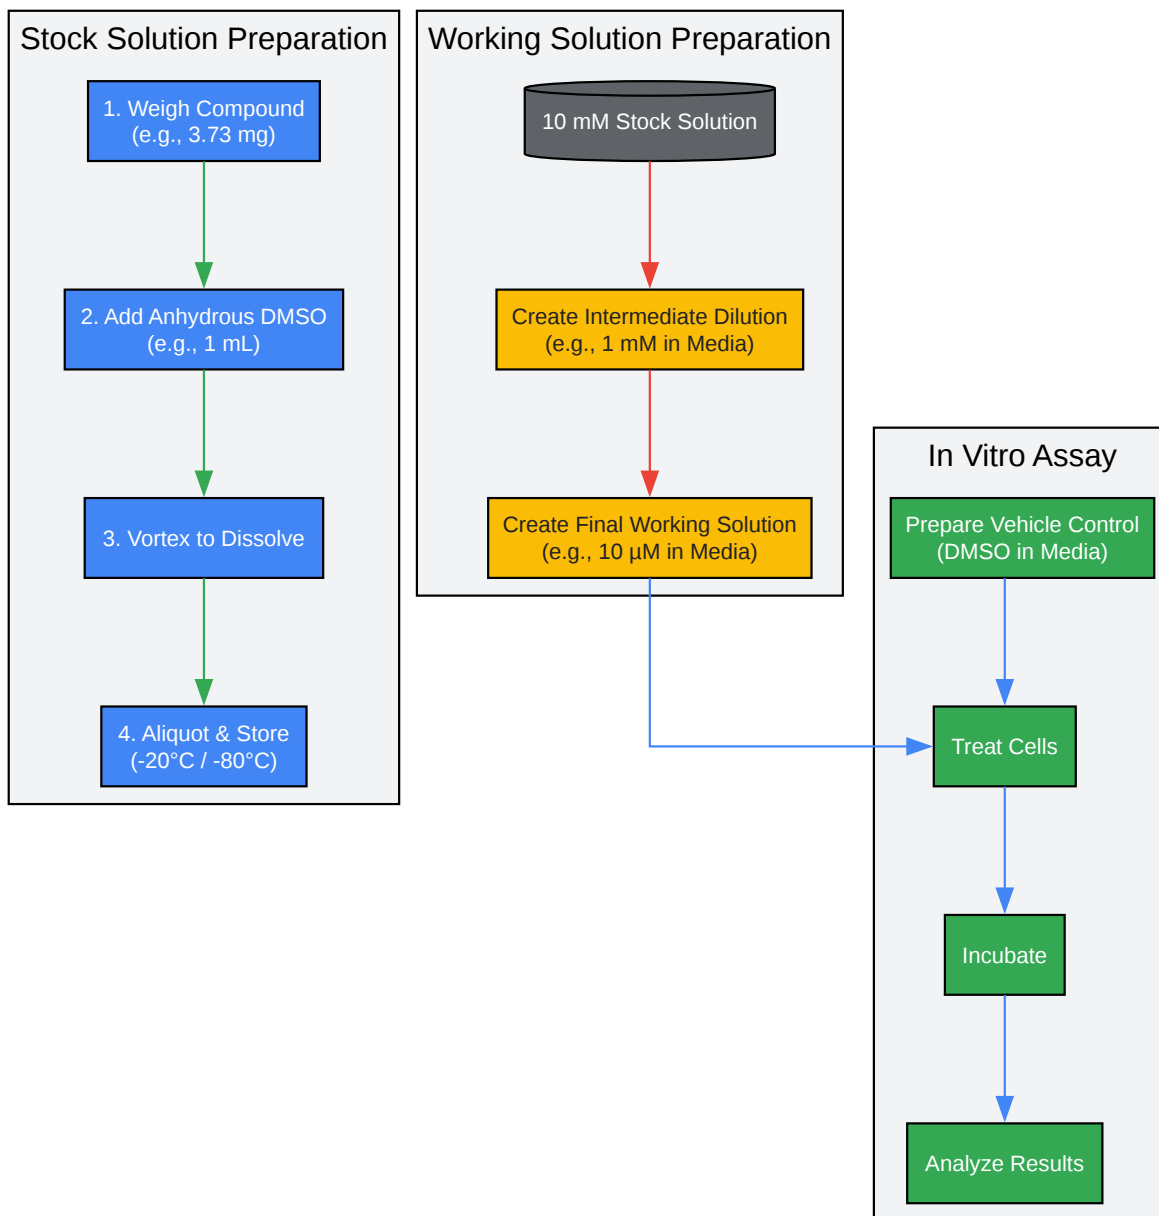 Stock Solution Preparation
1. Weigh Compound
(e.g., 3.73 mg)
2. Add Anhydrous DMSO
(e.g., 1 mL)
3. Vortex to Dissolve
4. Aliquot & Store
(-20°C / -80°C)
Working Solution Preparation
10 mM Stock Solution
Create Intermediate Dilution
(e.g., 1 mM in Media)
Create Final Working Solution
(e.g., 10 µM in Media)
In Vitro Assay
Prepare Vehicle Control
(DMSO in Media)
Treat Cells
Incubate
Analyze Results